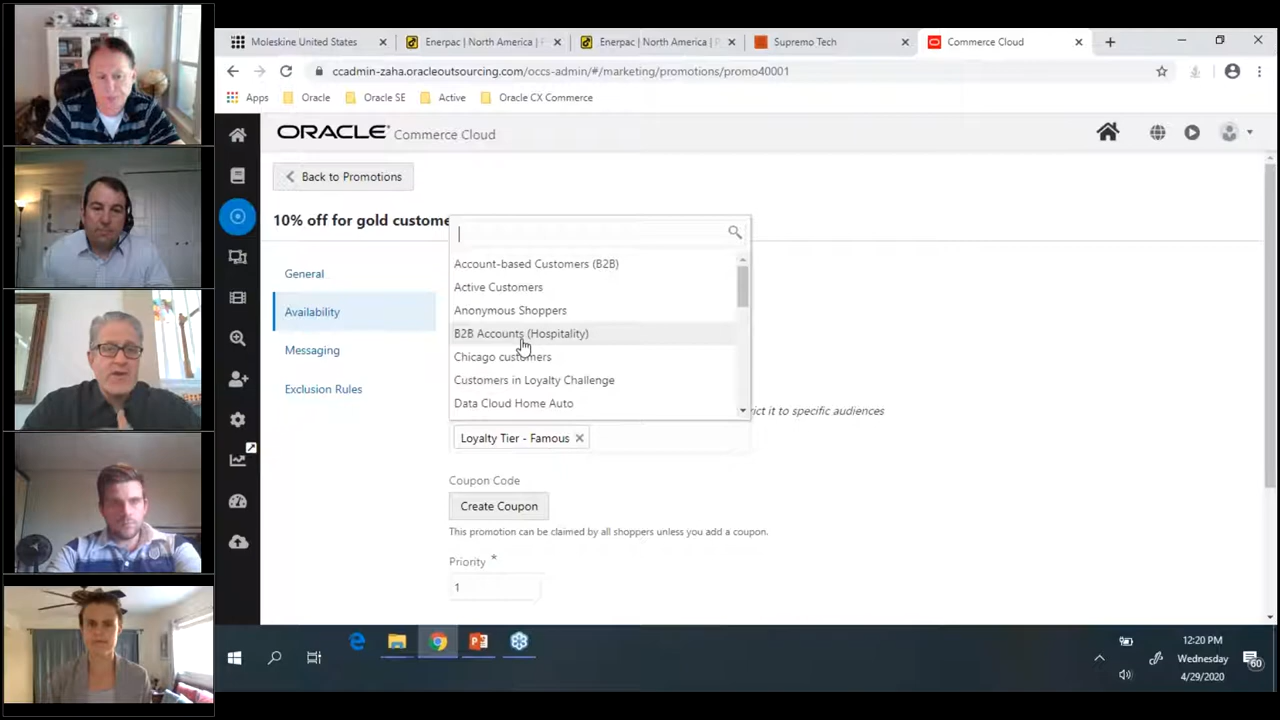 Moleskine United States
Enerpac | North America |
Enerpac | North America |
Supremo Tech
Commerce Cloud
ccadmin-zaha.oracleoutsourcing.com/occs-admin/#/marketing/promotions/promo40001
Apps
Oracle
Oracle SE
Active
Oracle CX Commerce
ORACLE Commerce Cloud
Back to Promotions
10% off for gold custome
General
Availability
Messaging
Exclusion Rules
Account-based Customers (B2B)
Active Customers
Anonymous Shoppers
B2B Accounts (Hospitality)
Chicago customers
Customers in Loyalty Challenge
Data Cloud Home Auto
rict it to specific audiences
Loyalty Tier - Famous ×
Coupon Code
Create Coupon
This promotion can be claimed by all shoppers unless you add a coupon.
Priority *
1
12:20 PM
Wednesday
4/29/2020
60